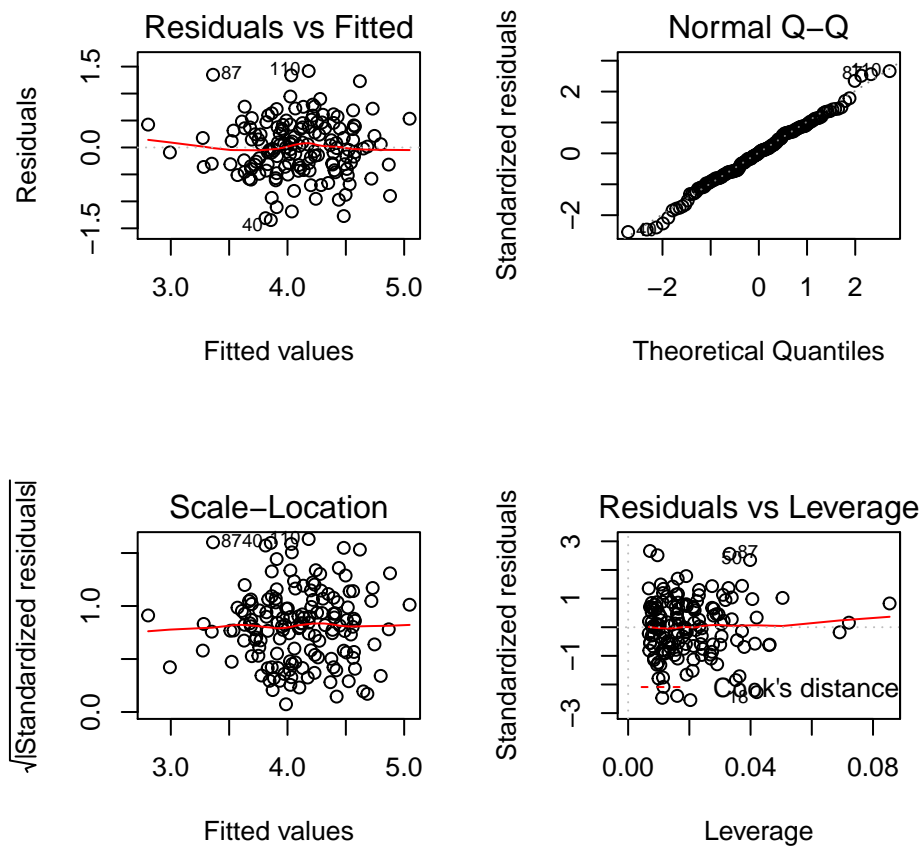 Residuals vs Fitted
Residuals
1.5
0.0
−1.5
87
110
40
3.0 4.0 5.0
Fitted values
Normal Q−Q
Standardized residuals
2
0
−2
110
−2 0 1 2
Theoretical Quantiles
Scale−Location
√|Standardized residuals|
1.0
0.0
87
40
110
3.0 4.0 5.0
Fitted values
Residuals vs Leverage
Standardized residuals
3
1
−1
−3
87
Cook's distance
0.00 0.04 0.08
Leverage